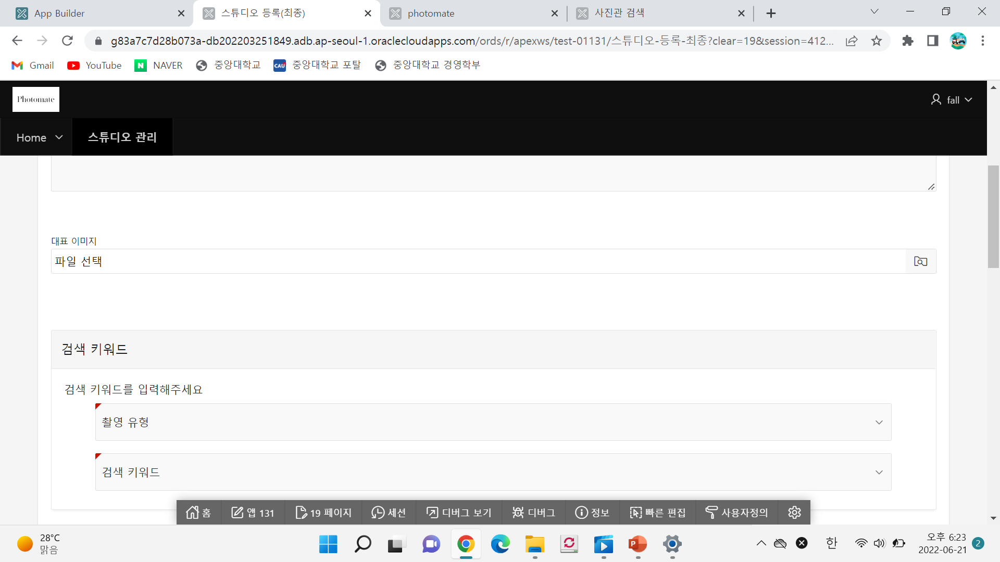 App Builder
스튜디오 등록(최종)
photomate
사진관 검색
g83a7c7d28b073a-db202203251849.adb.ap-seoul-1.oraclecloudapps.com/ords/r/apexws/test-01131/스튜디오-등록-최종?clear=19&session=412...
Gmail
YouTube
N NAVER
중앙대학교
CAU 중앙대학교 포탈
중앙대학교 경영학부
Photomate
fall
Home
스튜디오 관리
대표 이미지
파일 선택
검색 키워드
검색 키워드를 입력해주세요
촬영 유형
검색 키워드
홈
앱 131
19 페이지
세션
디버그 보기
디버그
정보
빠른 편집
사용자정의
28°C
맑음
P
한
오후 6:23
2022-06-21
2